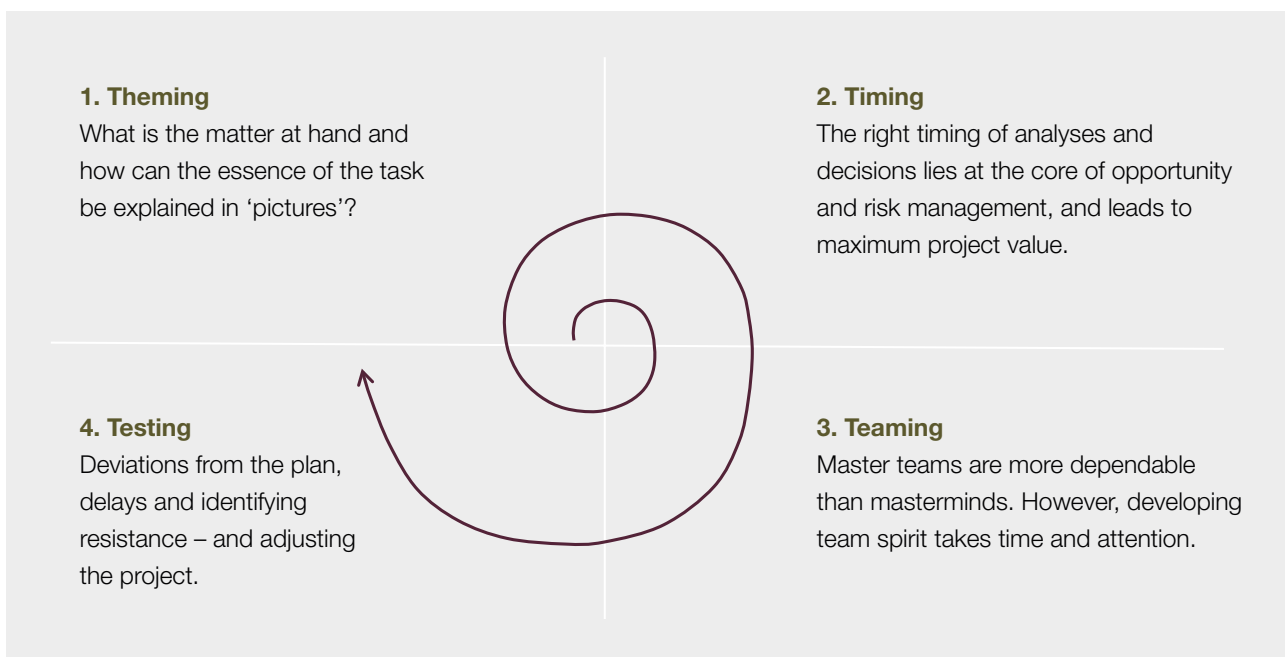 1. Theming
What is the matter at hand and
how can the essence of the task
be explained in ‘pictures’?
2. Timing
The right timing of analyses and
decisions lies at the core of opportunity
and risk management, and leads to
maximum project value.
3. Teaming
Master teams are more dependable
than masterminds. However, developing
team spirit takes time and attention.
4. Testing
Deviations from the plan,
delays and identifying
resistance – and adjusting
the project.